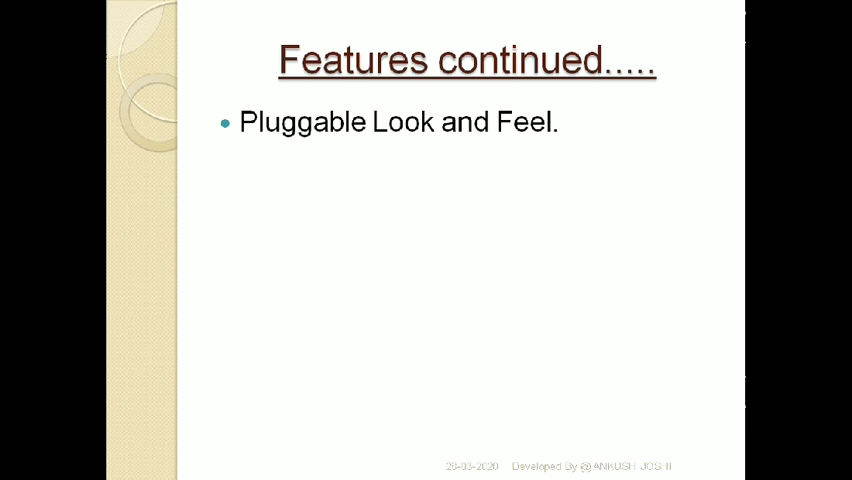 Features continued.....
• Pluggable Look and Feel.
26-03-2020 Developed By @ ANKUSH JOSHI